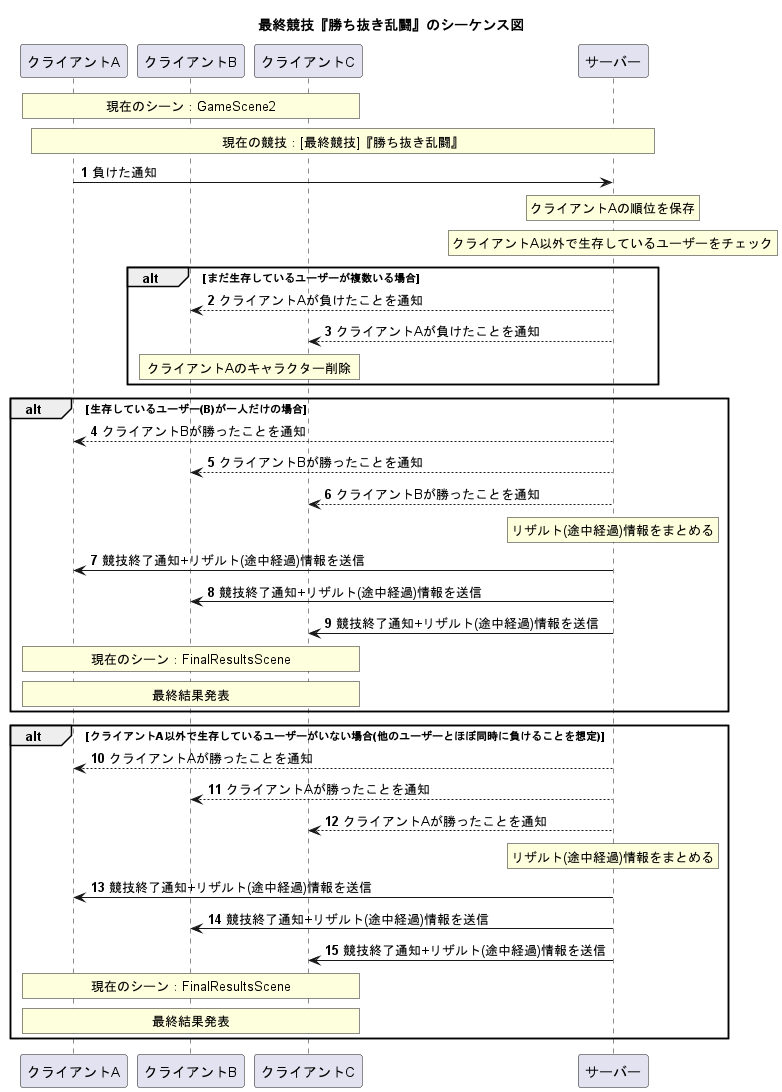 最終競技『勝ち抜き乱闘』のシーケンス図
クライアントA クライアントB クライアントC サーバー
現在のシーン : GameScene2
現在の競技 : [最終競技]『勝ち抜き乱闘』
1 負けた通知
クライアントAの順位を保存
クライアントA以外で生存しているユーザーをチェック
alt [まだ生存しているユーザーが複数いる場合]
2 クライアントAが負けたことを通知
3 クライアントAが負けたことを通知
クライアントAのキャラクター削除
alt [生存しているユーザー(B)が一人だけの場合]
4 クライアントBが勝ったことを通知
5 クライアントBが勝ったことを通知
6 クライアントBが勝ったことを通知
リザルト(途中経過)情報をまとめる
7 競技終了通知+リザルト(途中経過)情報を送信
8 競技終了通知+リザルト(途中経過)情報を送信
9 競技終了通知+リザルト(途中経過)情報を送信
現在のシーン : FinalResultsScene
最終結果発表
alt [クライアントA以外で生存しているユーザーがいない場合(他のユーザーとほぼ同時に負けることを想定)]
10 クライアントAが勝ったことを通知
11 クライアントAが勝ったことを通知
12 クライアントAが勝ったことを通知
リザルト(途中経過)情報をまとめる
13 競技終了通知+リザルト(途中経過)情報を送信
14 競技終了通知+リザルト(途中経過)情報を送信
15 競技終了通知+リザルト(途中経過)情報を送信
現在のシーン : FinalResultsScene
最終結果発表
クライアントA クライアントB クライアントC サーバー